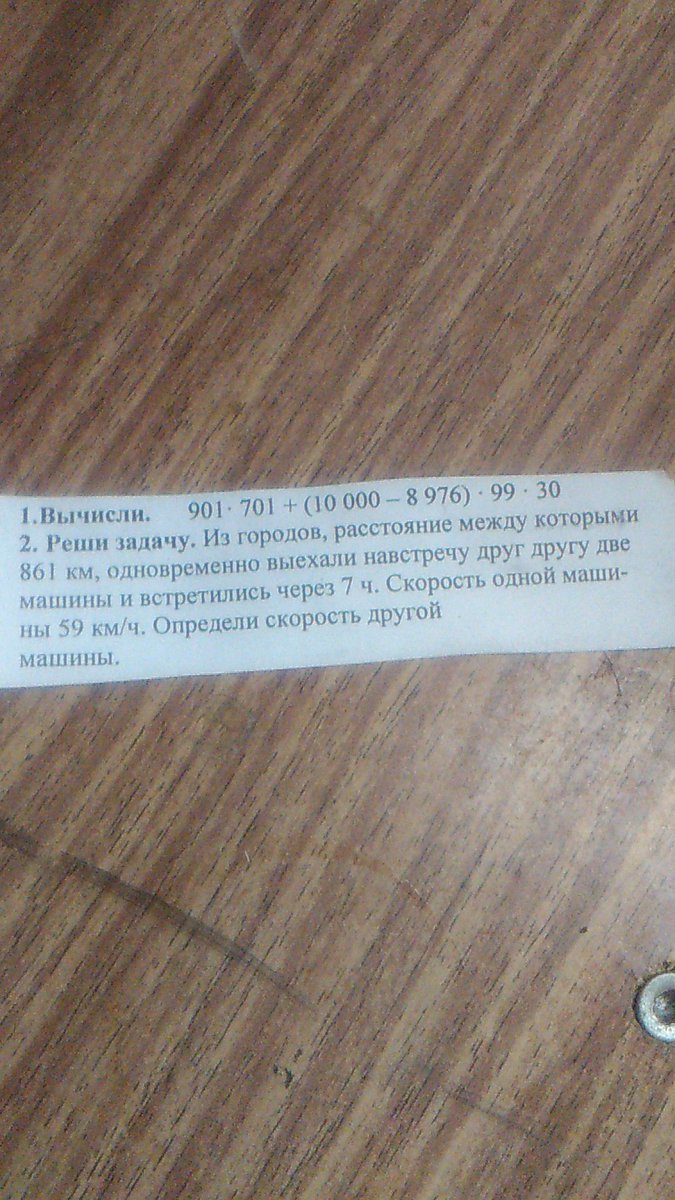 1.Вычисли. 901· 701 + (10 000 – 8 976) · 99 · 30
2. Реши задачу. Из городов, расстояние между которыми
861 км, одновременно выехали навстречу друг другу две
машины и встретились через 7 ч. Скорость одной маши-
ны 59 км/ч. Определи скорость другой
машины.